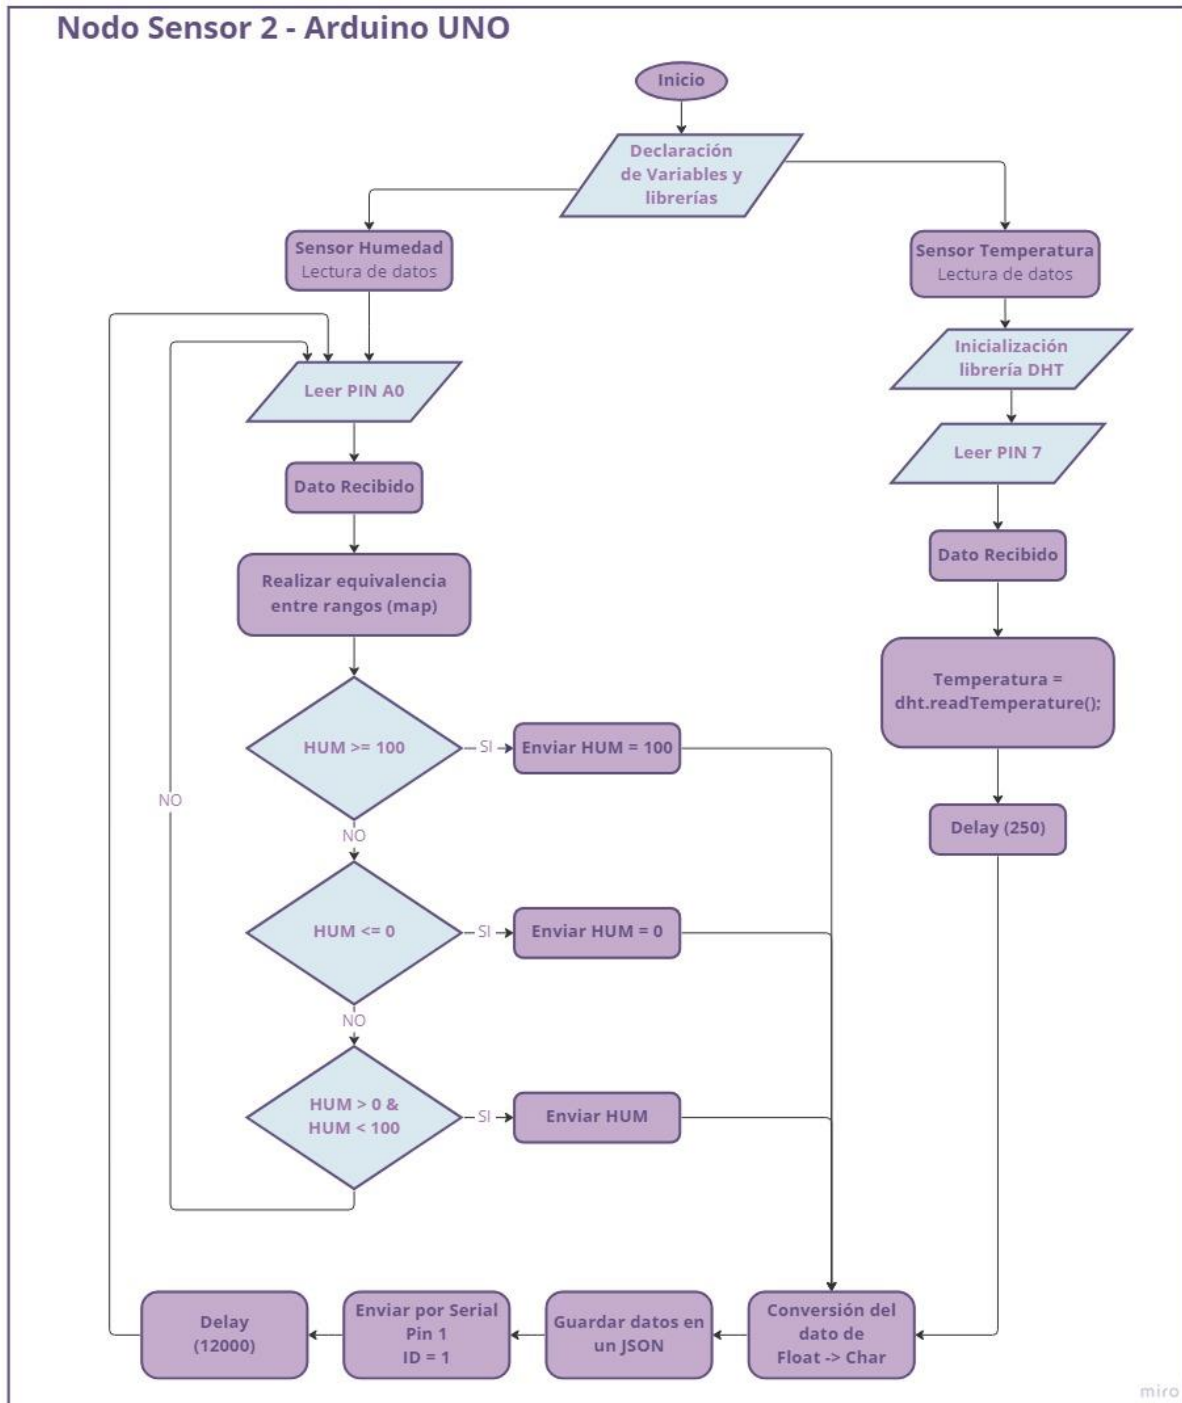 Nodo Sensor 2 - Arduino UNO
Inicio
Declaración
de Variables y
librerías
Sensor Humedad
Lectura de datos
Sensor Temperatura
Lectura de datos
Inicialización
librería DHT
Leer PIN A0
Leer PIN 7
Dato Recibido
Dato Recibido
Realizar equivalencia
entre rangos (map)
Temperatura =
dht.readTemperature();
HUM >= 100
SI
Enviar HUM = 100
NO
Delay (250)
NO
HUM <= 0
SI
Enviar HUM = 0
NO
HUM > 0 &
HUM < 100
SI
Enviar HUM
Delay
(12000)
Enviar por Serial
Pin 1
ID = 1
Guardar datos en
un JSON
Conversión del
dato de
Float -> Char
miro